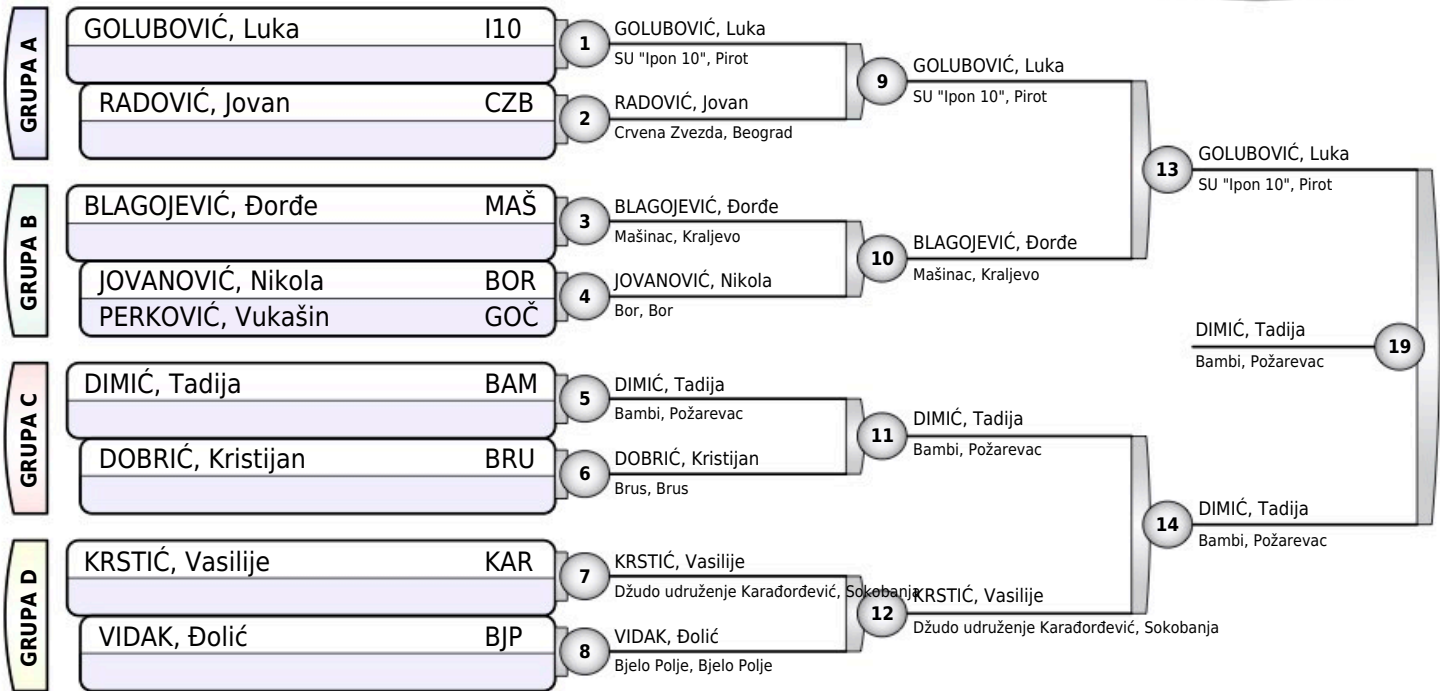 GRUPA A
GOLUBOVIĆ, Luka I10
RADOVIĆ, Jovan CZB
GRUPA B
BLAGOJEVIĆ, Đorđe MAŠ
JOVANOVIĆ, Nikola BOR
PERKOVIĆ, Vukašin GOČ
GRUPA C
DIMIĆ, Tadija BAM
DOBRIĆ, Kristijan BRU
GRUPA D
KRSTIĆ, Vasilije KAR
VIDAK, Đolić BJP
1
GOLUBOVIĆ, Luka
SU "Ipon 10", Pirot
2
RADOVIĆ, Jovan
Crvena Zvezda, Beograd
3
BLAGOJEVIĆ, Đorđe
Mašinac, Kraljevo
4
JOVANOVIĆ, Nikola
Bor, Bor
5
DIMIĆ, Tadija
Bambi, Požarevac
6
DOBRIĆ, Kristijan
Brus, Brus
7
KRSTIĆ, Vasilije
Džudo udruženje Karađorđević, Sokobanja
8
VIDAK, Đolić
Bjelo Polje, Bjelo Polje
9
GOLUBOVIĆ, Luka
SU "Ipon 10", Pirot
10
BLAGOJEVIĆ, Đorđe
Mašinac, Kraljevo
11
DIMIĆ, Tadija
Bambi, Požarevac
12
KRSTIĆ, Vasilije
Džudo udruženje Karađorđević, Sokobanja
13
GOLUBOVIĆ, Luka
SU "Ipon 10", Pirot
14
DIMIĆ, Tadija
Bambi, Požarevac
DIMIĆ, Tadija
Bambi, Požarevac
19